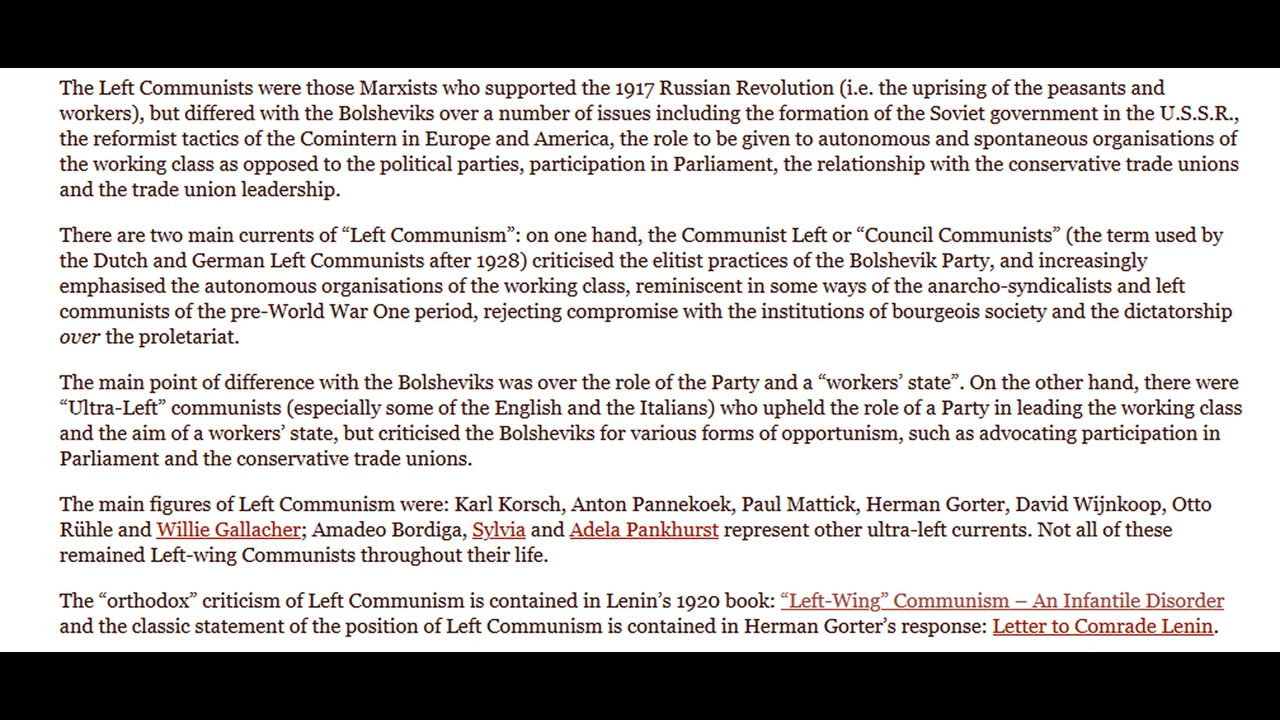 The Left Communists were those Marxists who supported the 1917 Russian Revolution (i.e. the uprising of the peasants and
workers), but differed with the Bolsheviks over a number of issues including the formation of the Soviet government in the U.S.S.R.,
the reformist tactics of the Comintern in Europe and America, the role to be given to autonomous and spontaneous organisations of
the working class as opposed to the political parties, participation in Parliament, the relationship with the conservative trade unions
and the trade union leadership.
There are two main currents of “Left Communism”: on one hand, the Communist Left or “Council Communists” (the term used by
the Dutch and German Left Communists after 1928) criticised the elitist practices of the Bolshevik Party, and increasingly
emphasised the autonomous organisations of the working class, reminiscent in some ways of the anarcho-syndicalists and left
communists of the pre-World War One period, rejecting compromise with the institutions of bourgeois society and the dictatorship
over the proletariat.
The main point of difference with the Bolsheviks was over the role of the Party and a “workers’ state”. On the other hand, there were
“Ultra-Left” communists (especially some of the English and the Italians) who upheld the role of a Party in leading the working class
and the aim of a workers’ state, but criticised the Bolsheviks for various forms of opportunism, such as advocating participation in
Parliament and the conservative trade unions.
The main figures of Left Communism were: Karl Korsch, Anton Pannekoek, Paul Mattick, Herman Gorter, David Wijnkoop, Otto
Rühle and Willie Gallacher; Amadeo Bordiga, Sylvia and Adela Pankhurst represent other ultra-left currents. Not all of these
remained Left-wing Communists throughout their life.
The “orthodox” criticism of Left Communism is contained in Lenin’s 1920 book: “Left-Wing” Communism – An Infantile Disorder
and the classic statement of the position of Left Communism is contained in Herman Gorter’s response: Letter to Comrade Lenin.